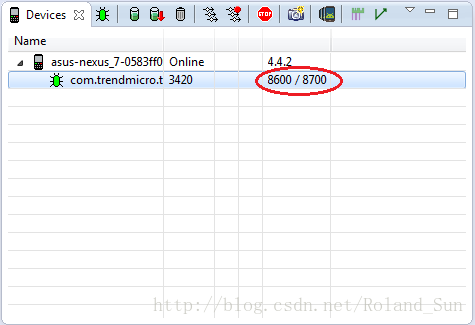 Devices
STOP
Name
asus-nexus_7-0583ff0 Online 4.4.2
com.trendmicro.t 3420 8600 / 8700
http://blog.csdn.net/Roland_Sun